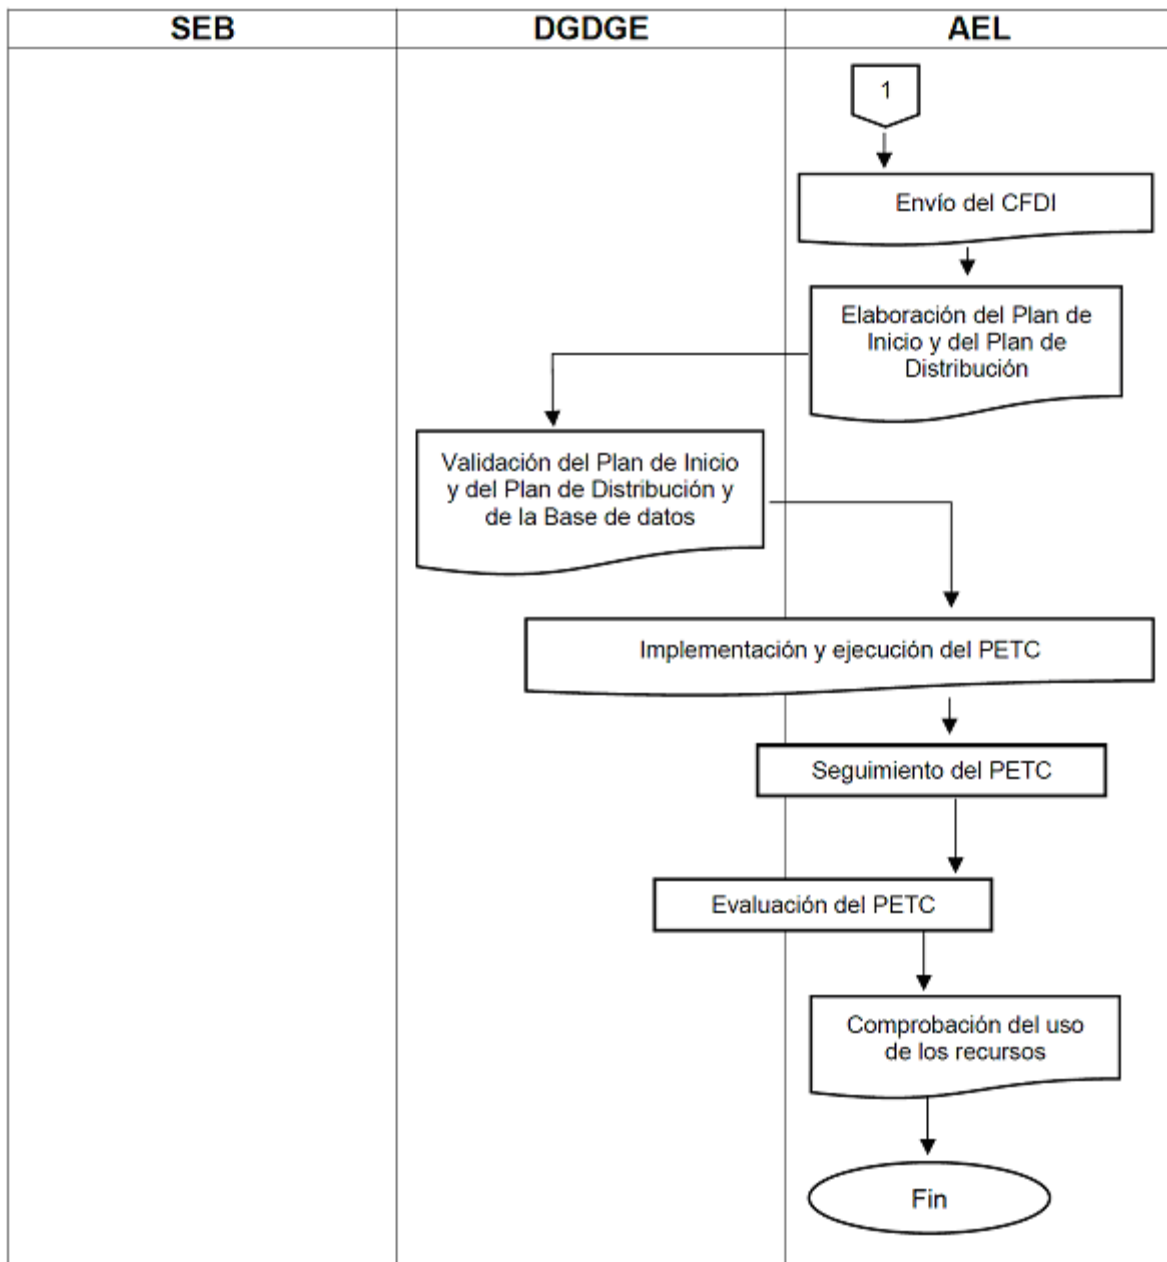 SEB
DGDGE
AEL
1
Envío del CFDI
Elaboración del Plan de
Inicio y del Plan de
Distribución
Validación del Plan de Inicio
y del Plan de Distribución y
de la Base de datos
Implementación y ejecución del PETC
Seguimiento del PETC
Evaluación del PETC
Comprobación del uso
de los recursos
Fin